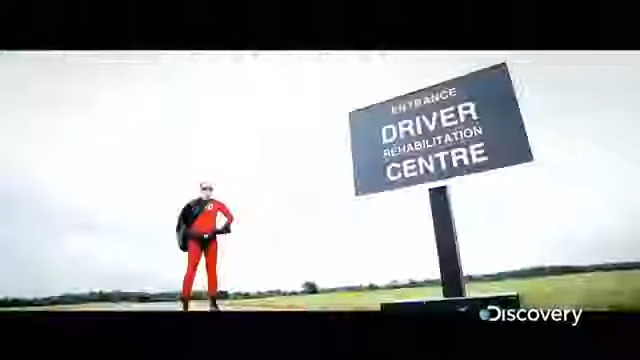 ENTRANCE
DRIVER
REHABILITATION
CENTRE
Discovery